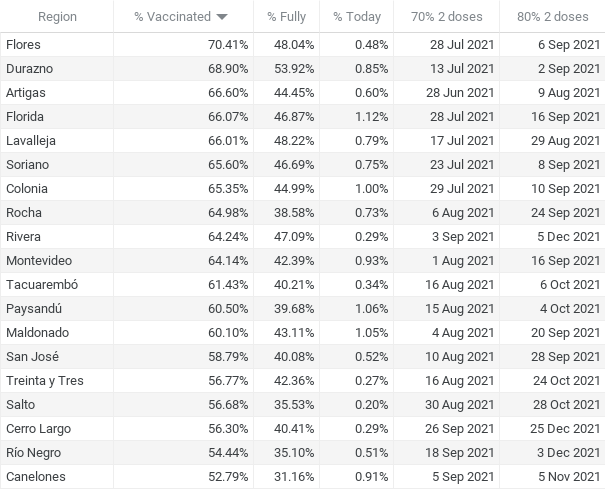 Region % Vaccinated % Fully % Today 70% 2 doses 80% 2 doses
Flores 70.41% 48.04% 0.48% 28 Jul 2021 6 Sep 2021
Durazno 68.90% 53.92% 0.85% 13 Jul 2021 2 Sep 2021
Artigas 66.60% 44.45% 0.60% 28 Jun 2021 9 Aug 2021
Florida 66.07% 46.87% 1.12% 28 Jul 2021 16 Sep 2021
Lavalleja 66.01% 48.22% 0.79% 17 Jul 2021 29 Aug 2021
Soriano 65.60% 46.69% 0.75% 23 Jul 2021 8 Sep 2021
Colonia 65.35% 44.99% 1.00% 29 Jul 2021 10 Sep 2021
Rocha 64.98% 38.58% 0.73% 6 Aug 2021 24 Sep 2021
Rivera 64.24% 47.09% 0.29% 3 Sep 2021 5 Dec 2021
Montevideo 64.14% 42.39% 0.93% 1 Aug 2021 16 Sep 2021
Tacuarembó 61.43% 40.21% 0.34% 16 Aug 2021 6 Oct 2021
Paysandú 60.50% 39.68% 1.06% 15 Aug 2021 4 Oct 2021
Maldonado 60.10% 43.11% 1.05% 4 Aug 2021 20 Sep 2021
San José 58.79% 40.08% 0.52% 10 Aug 2021 28 Sep 2021
Treinta y Tres 56.77% 42.36% 0.27% 16 Aug 2021 24 Oct 2021
Salto 56.68% 35.53% 0.20% 30 Aug 2021 28 Oct 2021
Cerro Largo 56.30% 40.41% 0.29% 26 Sep 2021 25 Dec 2021
Río Negro 54.44% 35.10% 0.51% 18 Sep 2021 3 Dec 2021
Canelones 52.79% 31.16% 0.91% 5 Sep 2021 5 Nov 2021